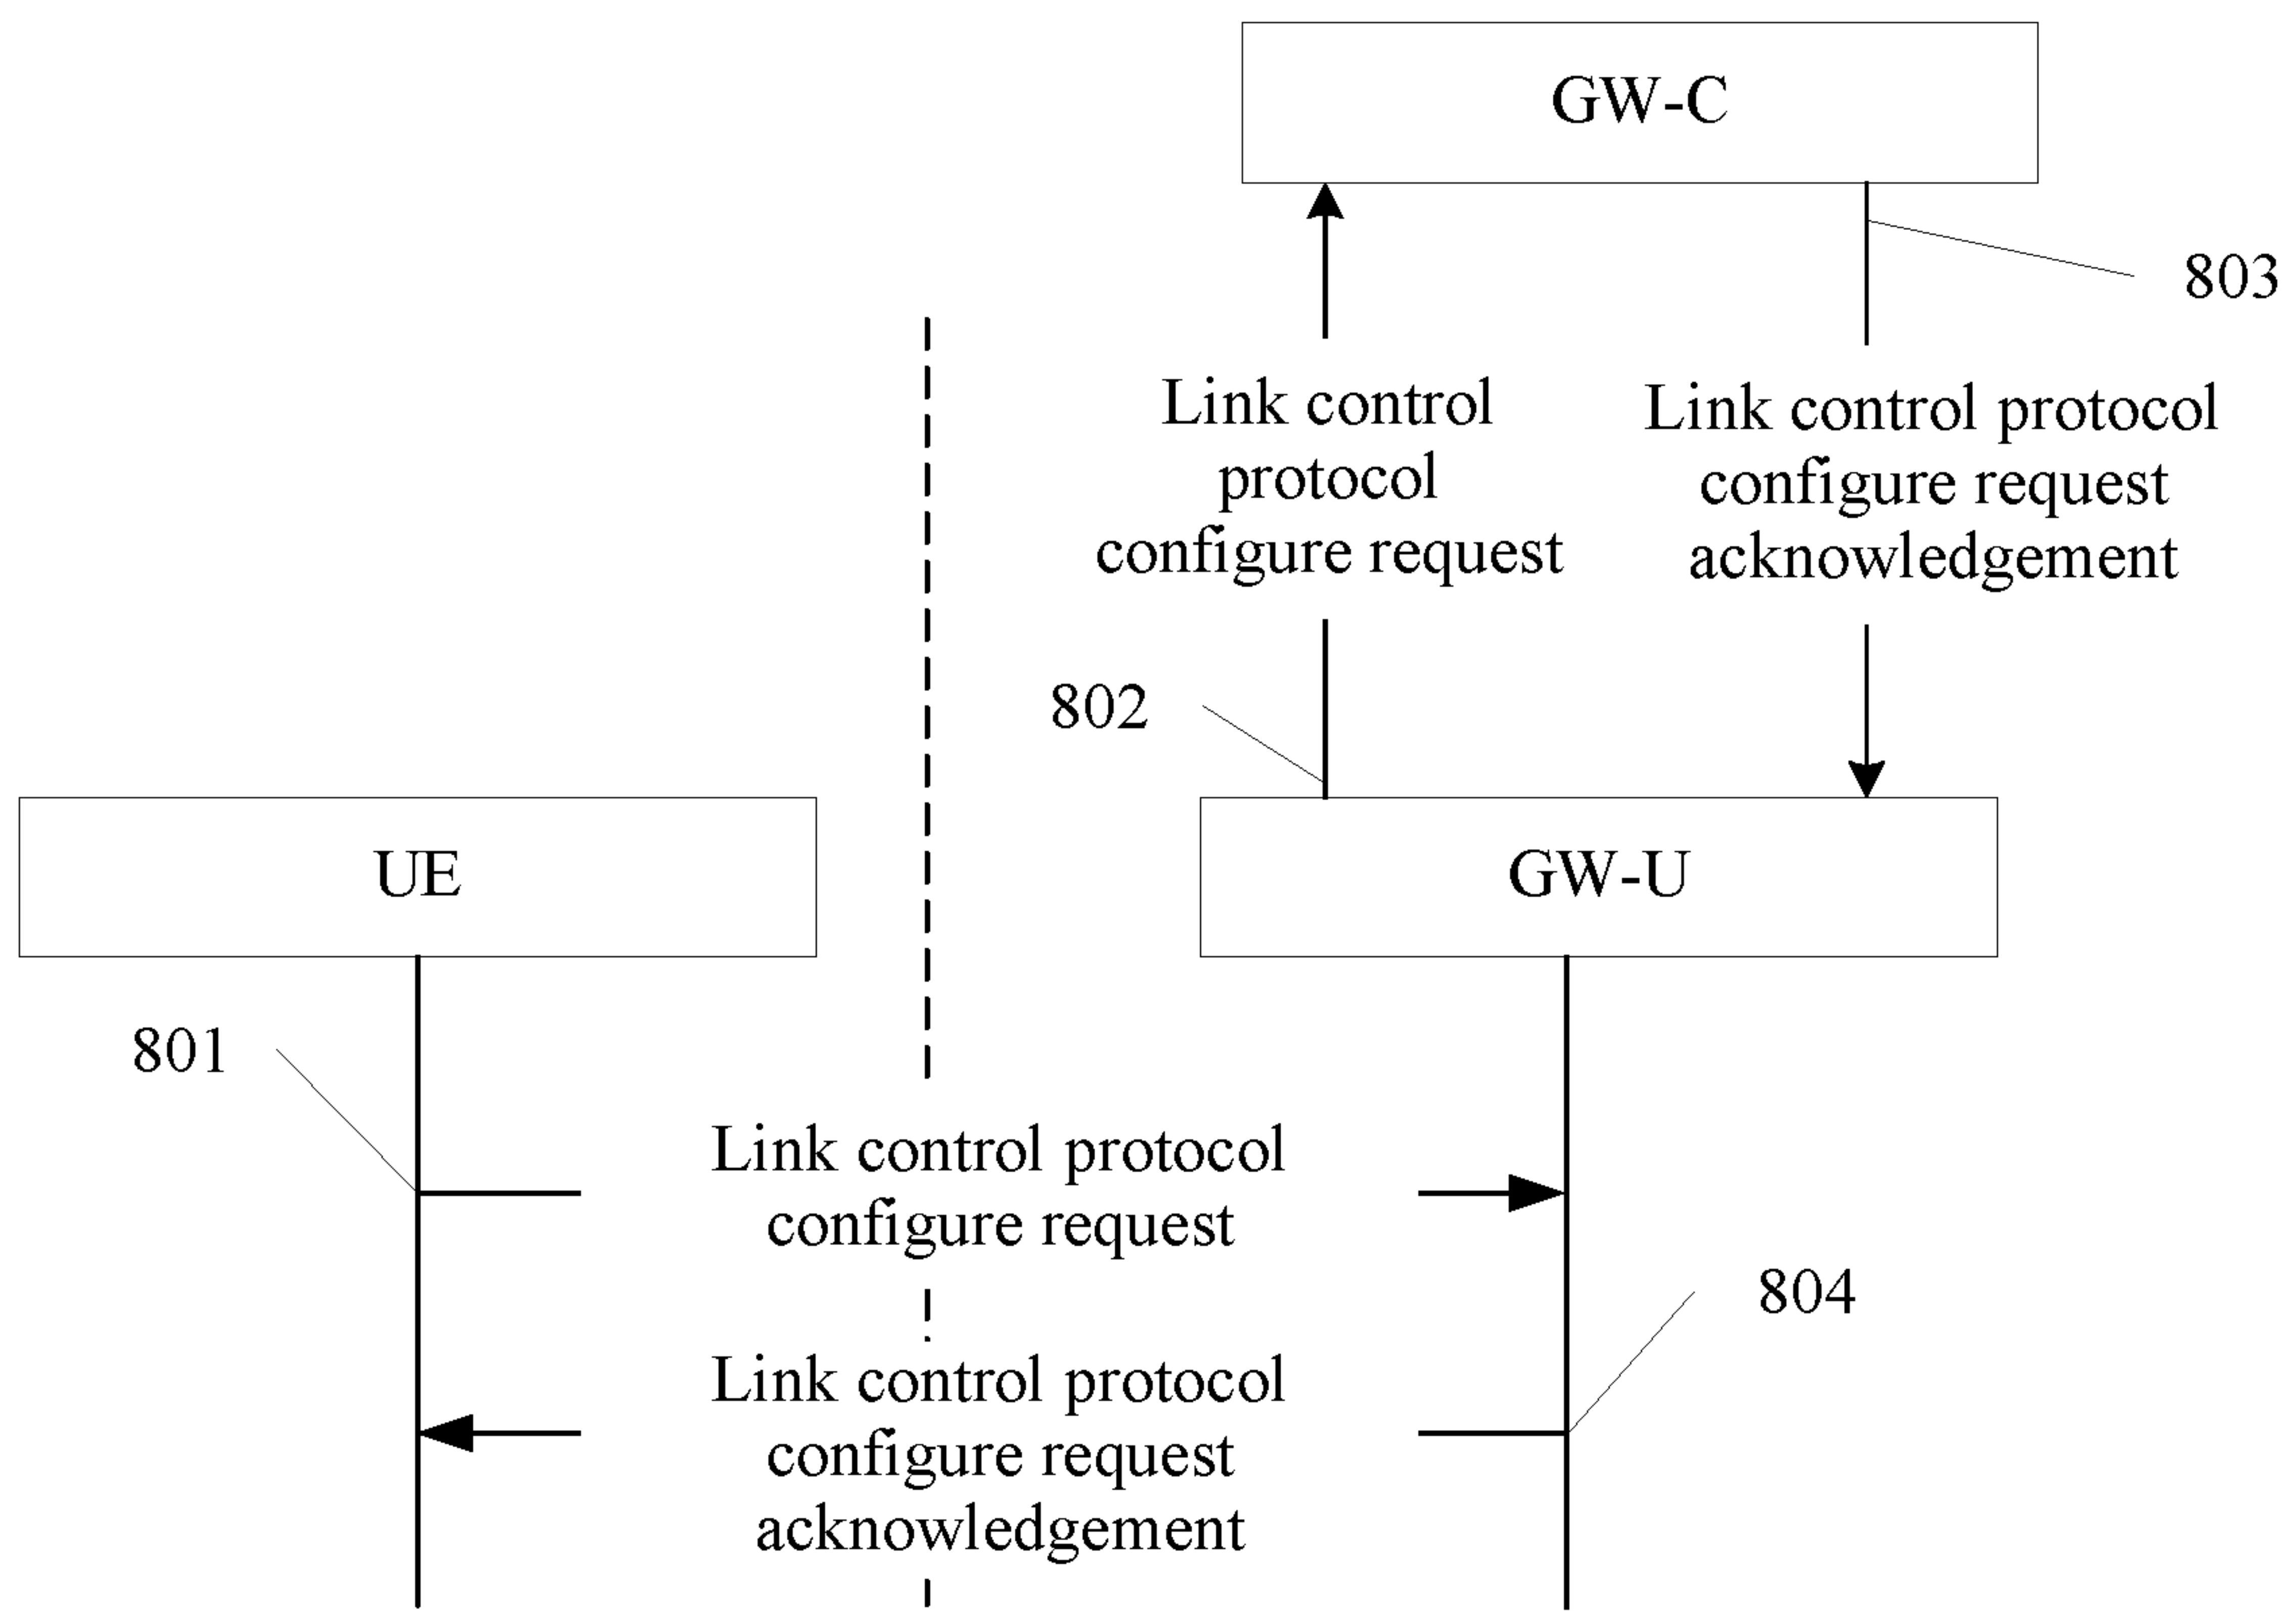 GW-C
803
Link control
protocol
configure request
Link control protocol
configure request
acknowledgement
802
UE
GW-U
801
Link control protocol
configure request
804
Link control protocol
configure request
acknowledgement